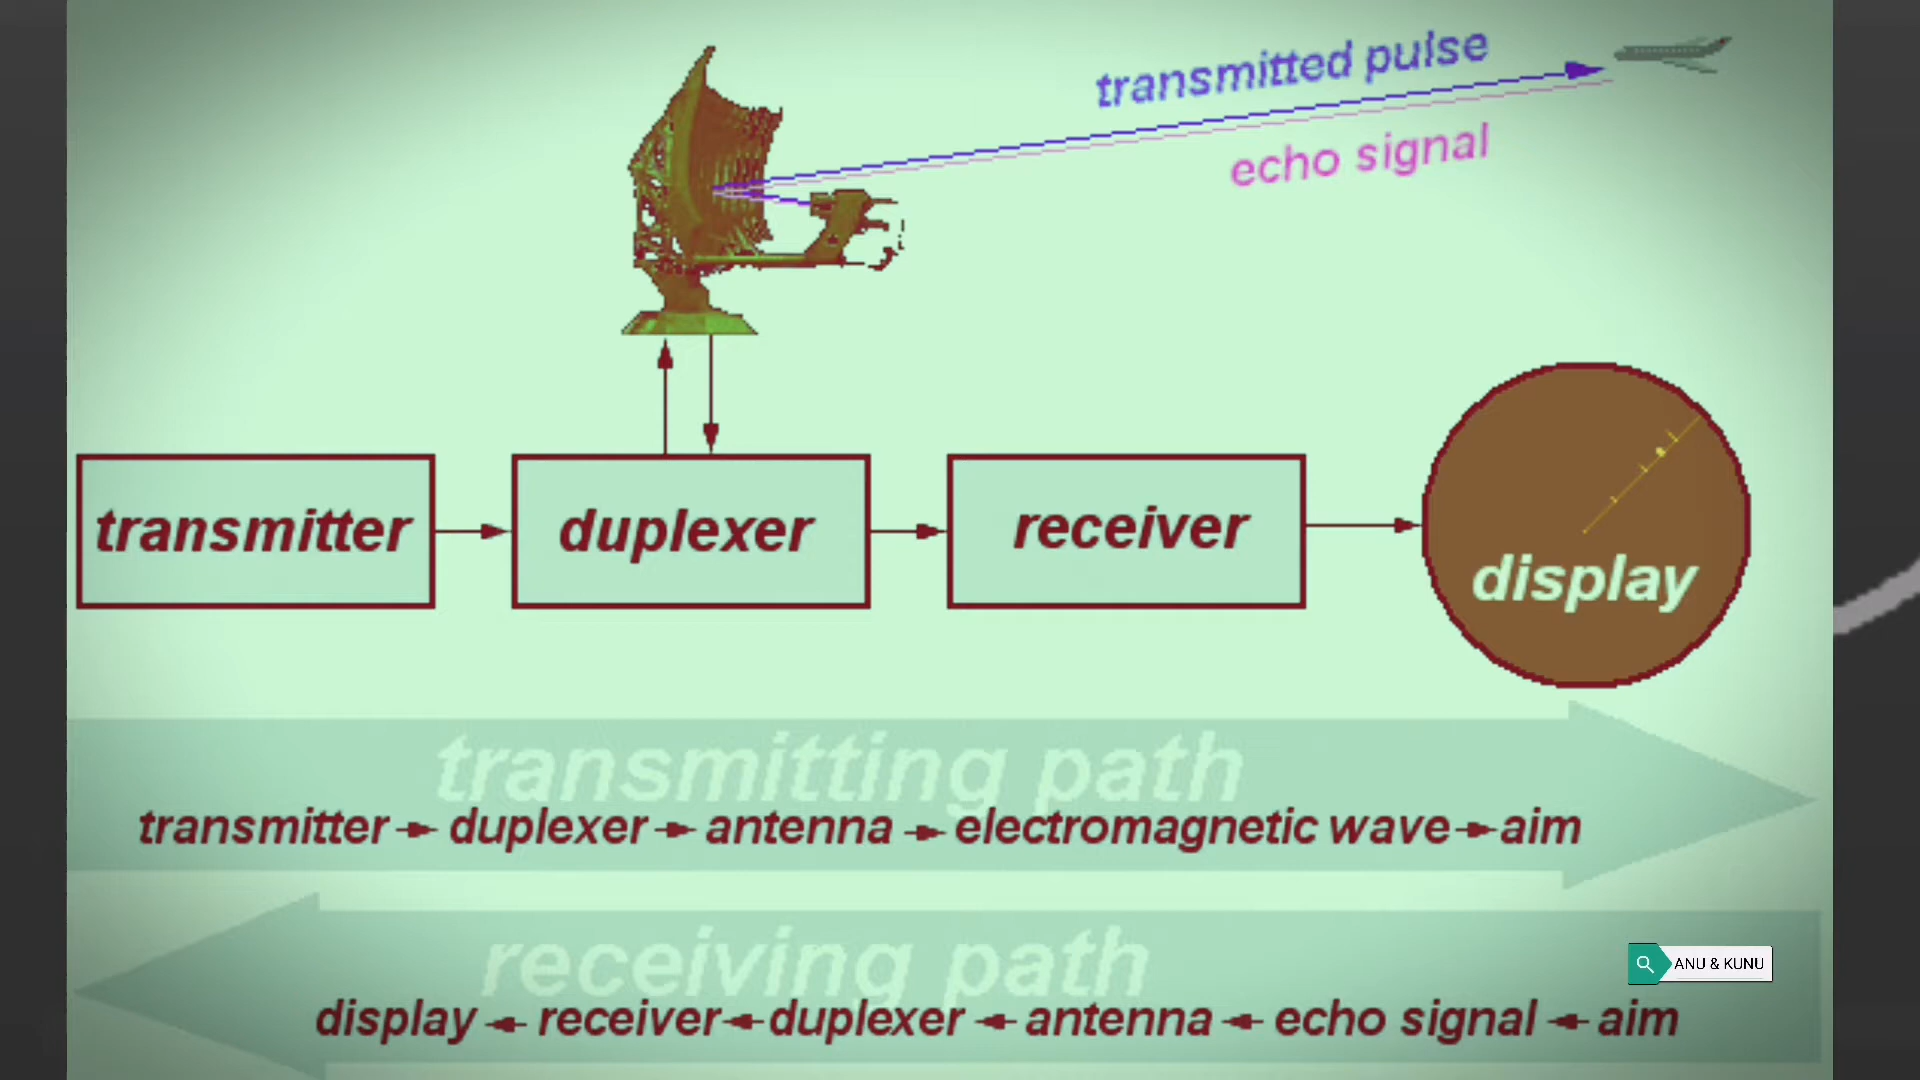 transmitted pulse
echo signal
transmitter
duplexer
receiver
display
transmitting path
transmitter duplexer antenna electromagnetic wave aim
receiving path
ANU & KUNU
display receiver duplexer antenna echo signal aim